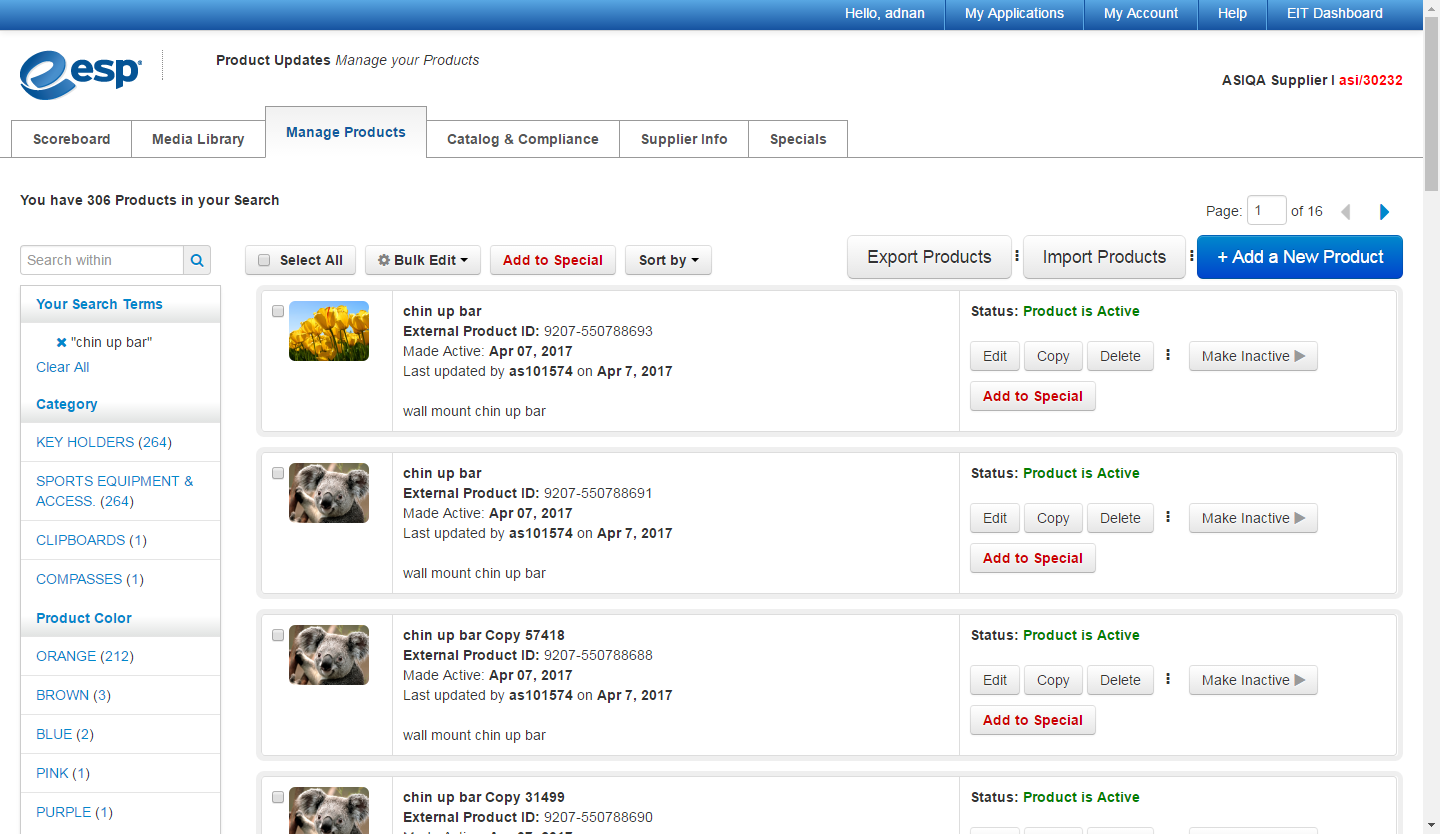 Hello, adnan
My Applications
My Account
Help
EIT Dashboard
esp
Product Updates Manage your Products
ASIQA Supplier I asi/30232
Scoreboard
Media Library
Manage Products
Catalog & Compliance
Supplier Info
Specials
You have 306 Products in your Search
Page: 1 of 16
Search within
Select All
Bulk Edit
Add to Special
Sort by
Export Products
Import Products
+ Add a New Product
Your Search Terms
"chin up bar"
Clear All
Category
KEY HOLDERS (264)
SPORTS EQUIPMENT &
ACCESS. (264)
CLIPBOARDS (1)
COMPASSES (1)
Product Color
ORANGE (212)
BROWN (3)
BLUE (2)
PINK (1)
PURPLE (1)
chin up bar
External Product ID: 9207-550788693
Made Active: Apr 07, 2017
Last updated by as101574 on Apr 7, 2017
wall mount chin up bar
Status: Product is Active
Edit
Copy
Delete
Make Inactive
Add to Special
chin up bar
External Product ID: 9207-550788691
Made Active: Apr 07, 2017
Last updated by as101574 on Apr 7, 2017
wall mount chin up bar
Status: Product is Active
Edit
Copy
Delete
Make Inactive
Add to Special
chin up bar Copy 57418
External Product ID: 9207-550788688
Made Active: Apr 07, 2017
Last updated by as101574 on Apr 7, 2017
wall mount chin up bar
Status: Product is Active
Edit
Copy
Delete
Make Inactive
Add to Special
chin up bar Copy 31499
External Product ID: 9207-550788690
Status: Product is Active